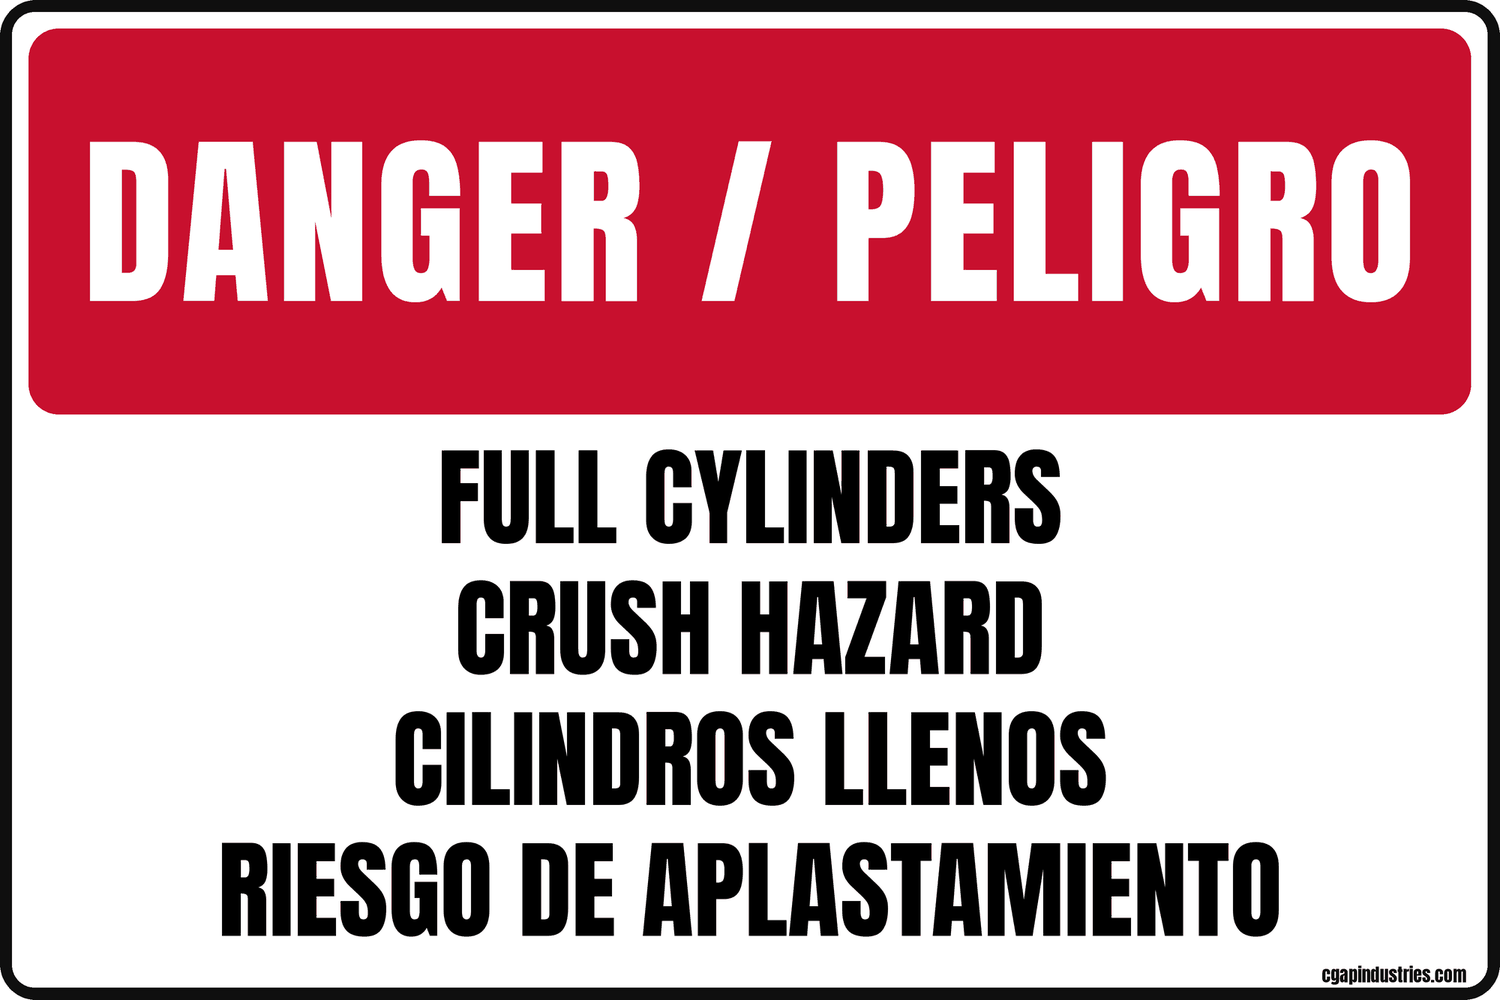 DANGER / PELIGRO
FULL CYLINDERS
CRUSH HAZARD
CILINDROS LLENOS
RIESGO DE APLASTAMIENTO
cgapindustries.com